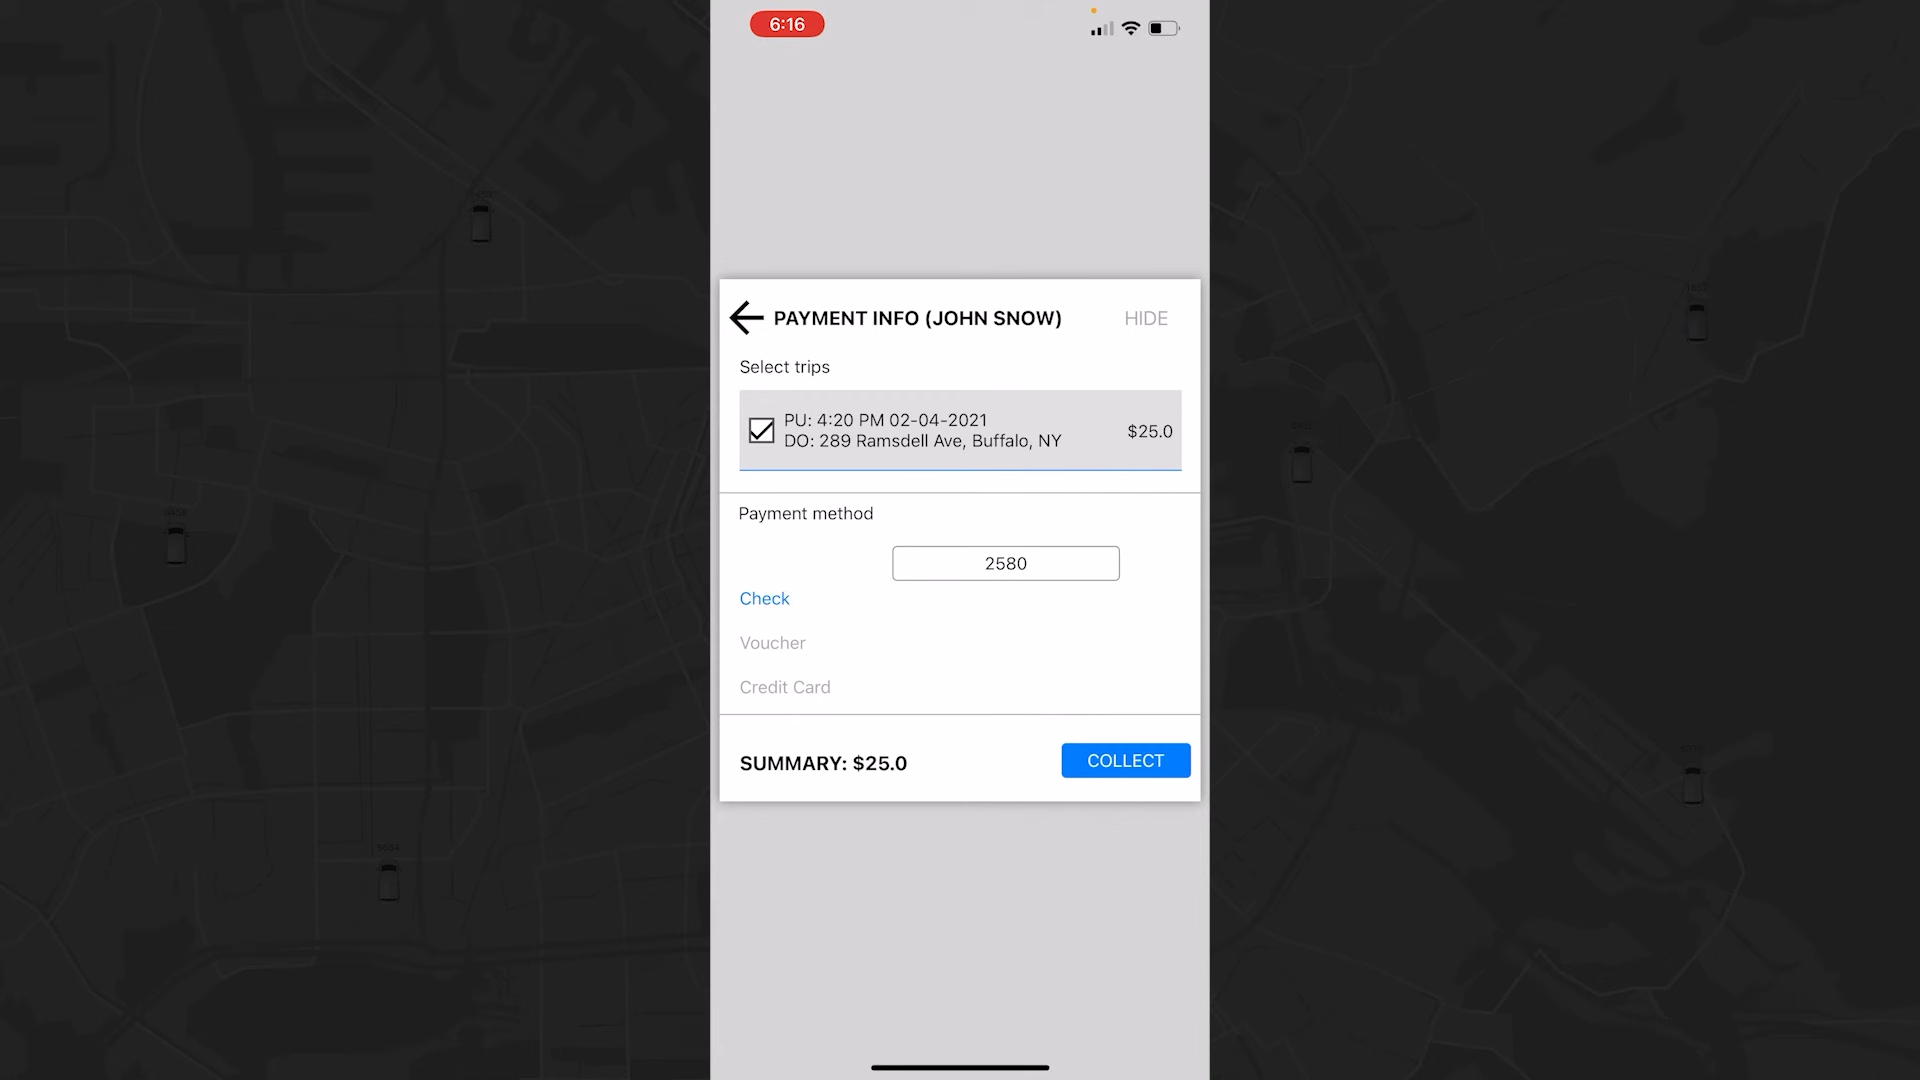 6:16
PAYMENT INFO (JOHN SNOW)
HIDE
Select trips
PU: 4:20 PM 02-04-2021
DO: 289 Ramsdell Ave, Buffalo, NY
$25.0
Payment method
2580
Check
Voucher
Credit Card
SUMMARY: $25.0
COLLECT